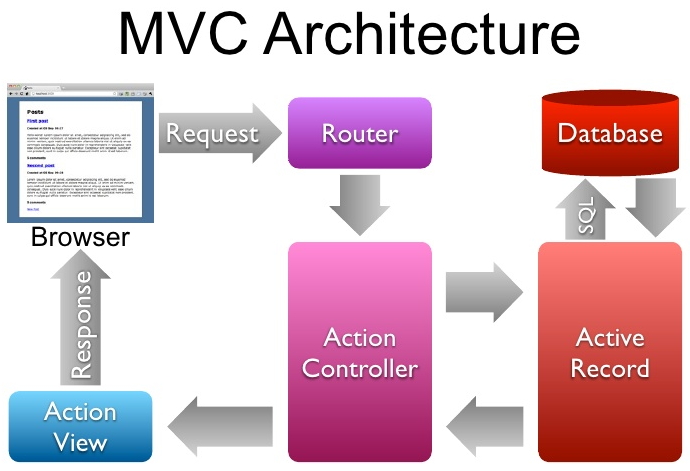 MVC Architecture
Posts
First post
Second post
Browser
Request
Router
Database
SQL
Response
Action
Controller
Active
Record
Action
View